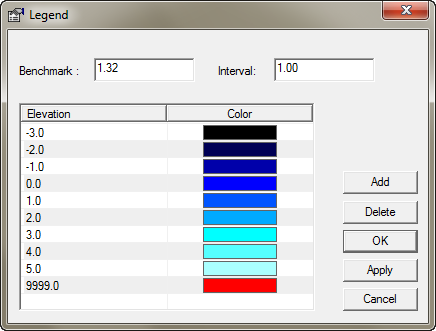 Legend
Benchmark : 1.32 Interval: 1.00
Elevation Color
-3.0
-2.0
-1.0
0.0
1.0
2.0
3.0
4.0
5.0
9999.0
Add
Delete
OK
Apply
Cancel